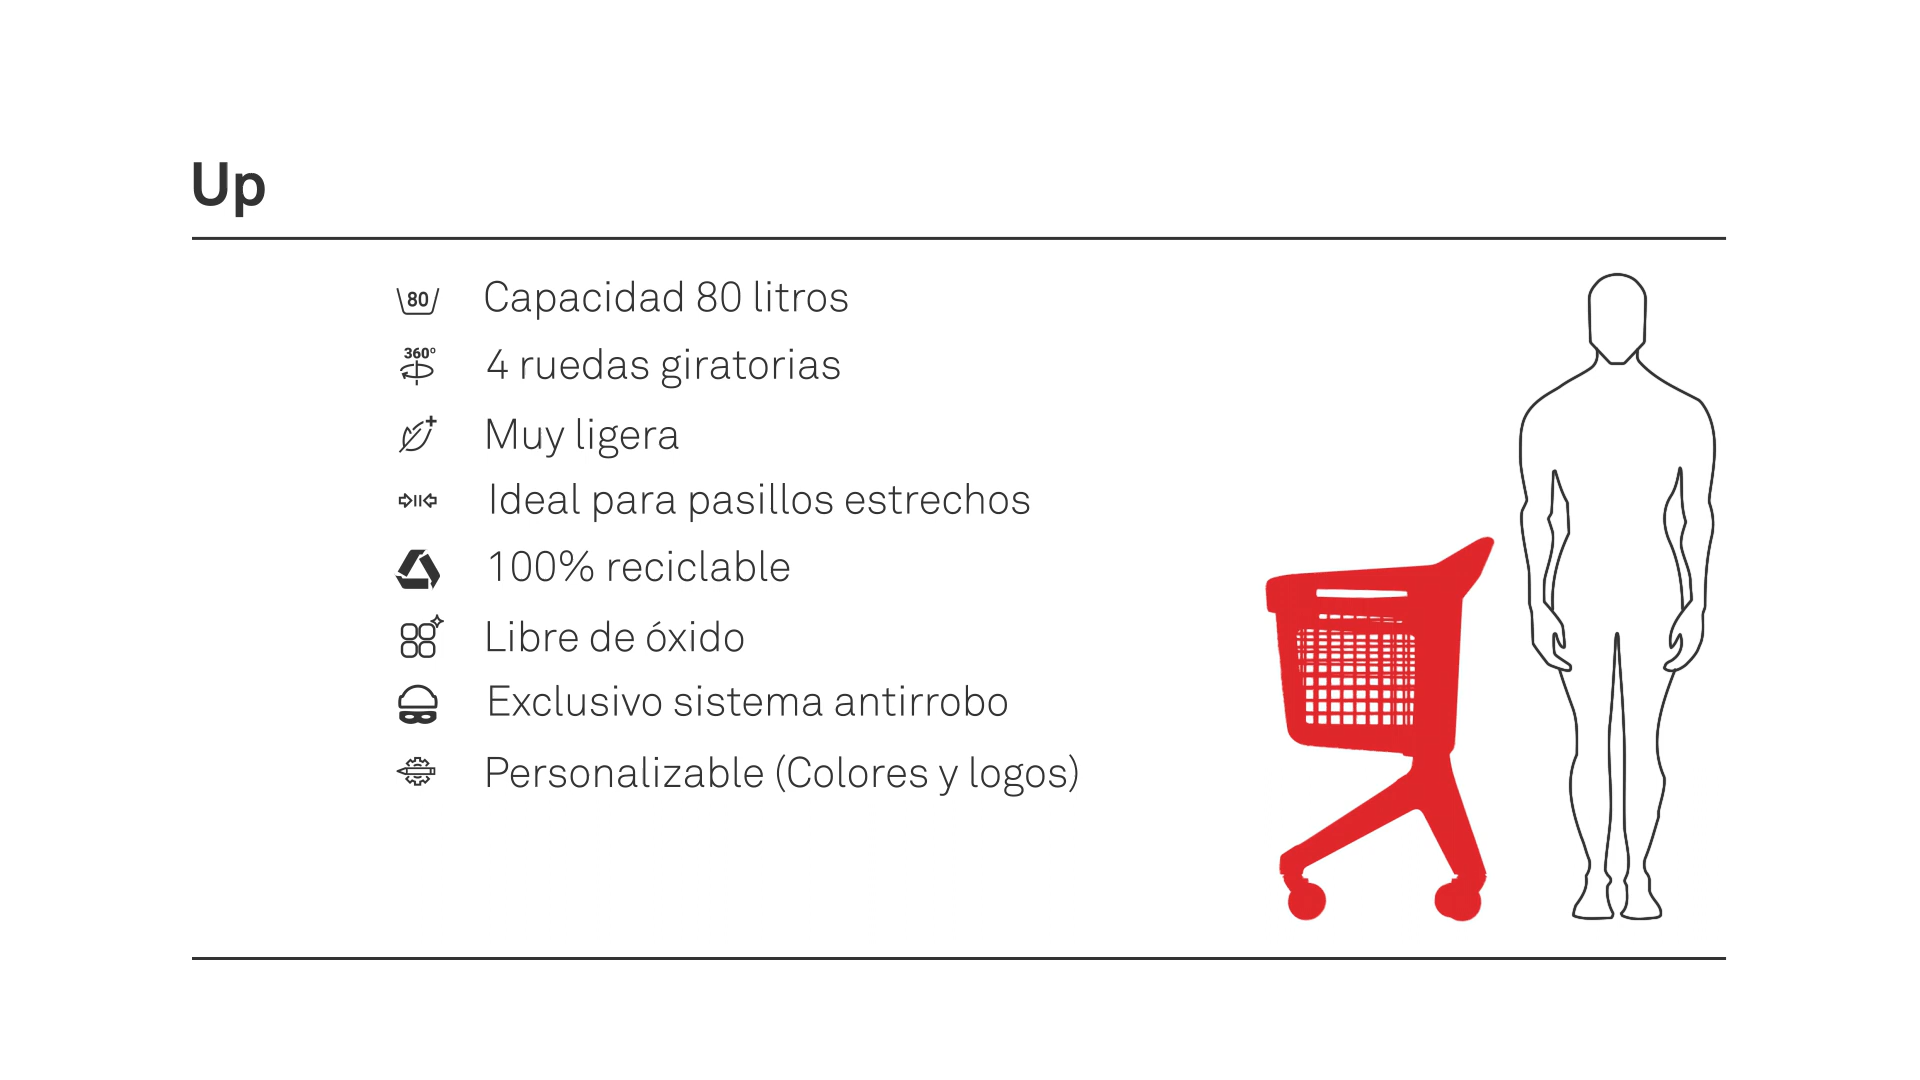 Up
80
Capacidad 80 litros
360º
4 ruedas giratorias
Muy ligera
Ideal para pasillos estrechos
100% reciclable
Libre de óxido
Exclusivo sistema antirrobo
Personalizable (Colores y logos)